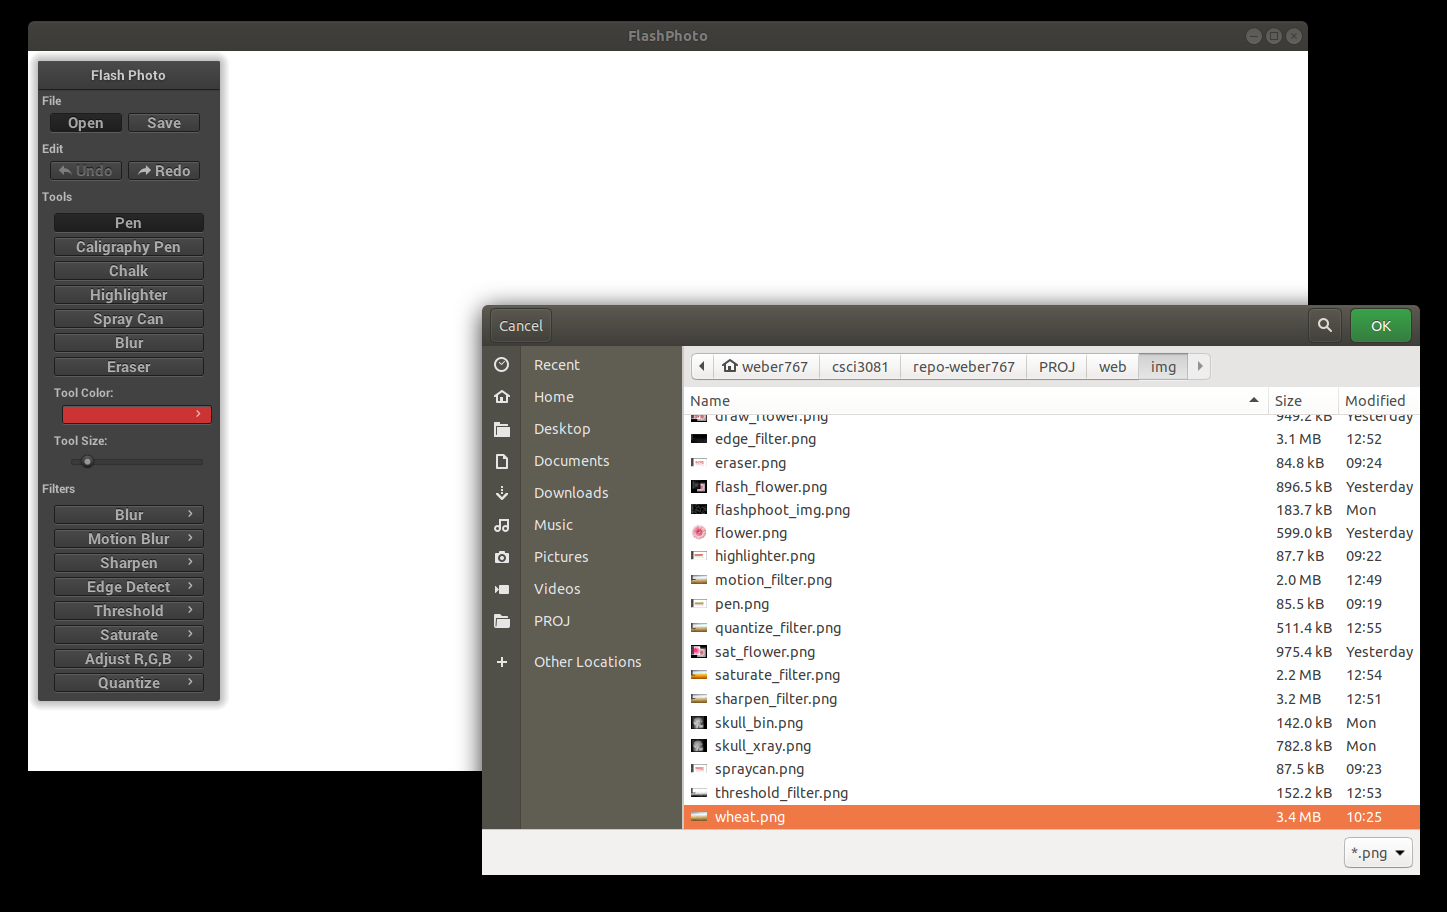 FlashPhoto
Flash Photo
File
Open Save
Edit
Undo Redo
Tools
Pen
Caligraphy Pen
Chalk
Highlighter
Spray Can
Blur
Eraser
Tool Color:
Tool Size:
Filters
Blur
Motion Blur
Sharpen
Edge Detect
Threshold
Saturate
Adjust R,G,B
Quantize
Cancel OK
Recent
Home
Desktop
Documents
Downloads
Music
Pictures
Videos
PROJ
Other Locations
weber767 csci3081 repo-weber767 PROJ web img
Name Size Modified
draw_flower.png 949.2 kB Yesterday
edge_filter.png 3.1 MB 12:52
eraser.png 84.8 kB 09:24
flash_flower.png 896.5 kB Yesterday
flashphoot_img.png 183.7 kB Mon
flower.png 599.0 kB Yesterday
highlighter.png 87.7 kB 09:22
motion_filter.png 2.0 MB 12:49
pen.png 85.5 kB 09:19
quantize_filter.png 511.4 kB 12:55
sat_flower.png 975.4 kB Yesterday
saturate_filter.png 2.2 MB 12:54
sharpen_filter.png 3.2 MB 12:51
skull_bin.png 142.0 kB Mon
skull_xray.png 782.8 kB Mon
spraycan.png 87.5 kB 09:23
threshold_filter.png 152.2 kB 12:53
wheat.png 3.4 MB 10:25
*.png